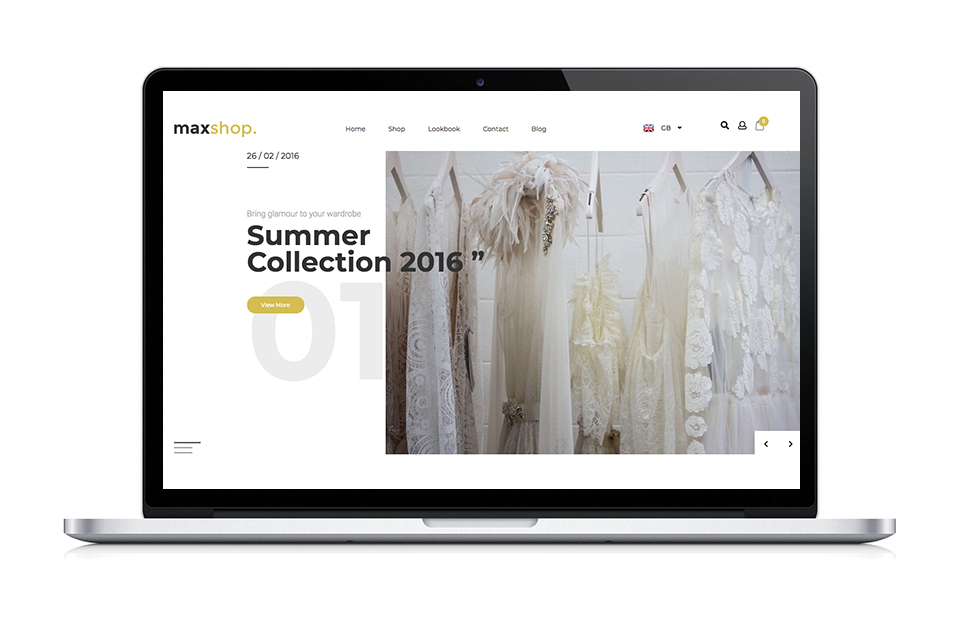 maxshop.
Home Shop Lookbook Contact Blog
GB
5
26 / 02 / 2016
Bring glamour to your wardrobe
Summer
Collection 2016 ”
View More
01